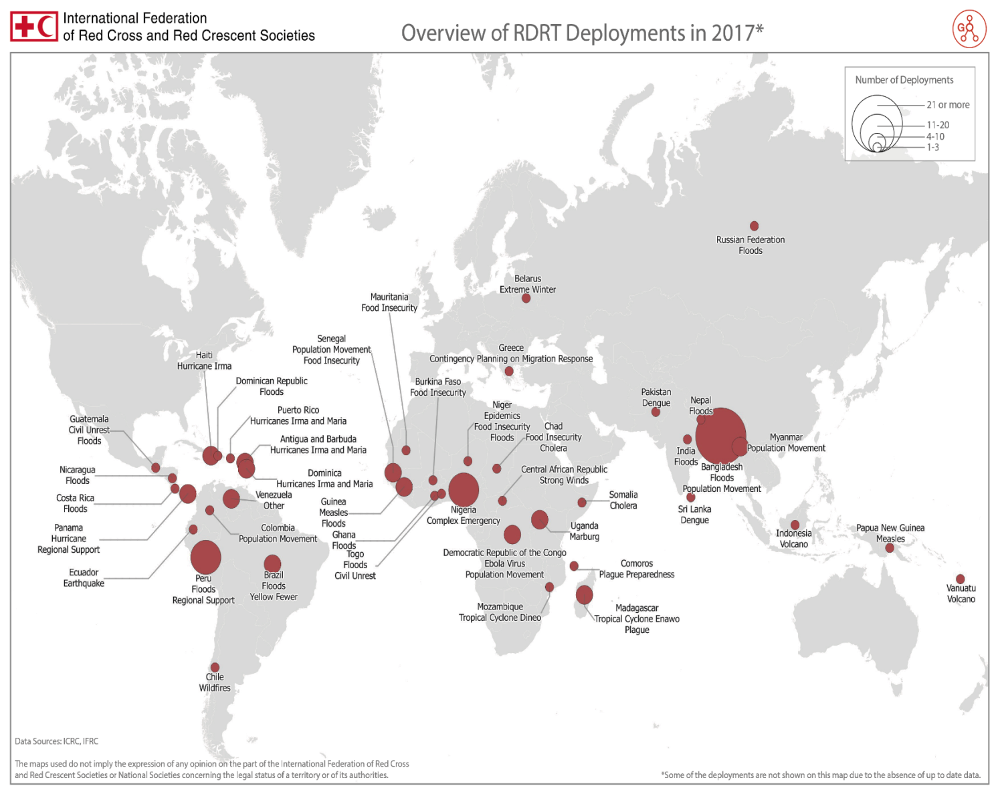 International Federation
of Red Cross and Red Crescent Societies
Overview of RDRT Deployments in 2017*
GO
Number of Deployments
21 or more
11-20
4-10
1-3
Russian Federation
Floods
Belarus
Extreme Winter
Mauritania
Food Insecurity
Senegal
Population Movement
Food Insecurity
Greece
Contingency Planning on Migration Response
Haiti
Hurricane Irma
Dominican Republic
Floods
Burkina Faso
Food Insecurity
Pakistan
Dengue
Nepal
Floods
Puerto Rico
Hurricanes Irma and Maria
Niger
Epidemics
Food Insecurity
Floods
Chad
Food Insecurity
Cholera
Guatemala
Civil Unrest
Floods
Antigua and Barbuda
Hurricanes Irma and Maria
Myanmar
Population Movement
India
Floods
Bangladesh
Floods
Population Movement
Nicaragua
Floods
Dominica
Hurricanes Irma and Maria
Central African Republic
Strong Winds
Costa Rica
Floods
Venezuela
Other
Guinea
Measles
Floods
Nigeria
Complex Emergency
Somalia
Cholera
Sri Lanka
Dengue
Panama
Hurricane
Regional Support
Colombia
Population Movement
Ghana
Floods
Togo
Floods
Civil Unrest
Uganda
Marburg
Indonesia
Volcano
Papua New Guinea
Measles
Democratic Republic of the Congo
Ebola Virus
Population Movement
Ecuador
Earthquake
Peru
Floods
Regional Support
Brazil
Floods
Yellow Fewer
Comoros
Plague Preparedness
Vanuatu
Volcano
Mozambique
Tropical Cyclone Dineo
Madagascar
Tropical Cyclone Enawo
Plague
Chile
Wildfires
Data Sources: ICRC, IFRC
The maps used do not imply the expression of any opinion on the part of the International Federation of Red Cross
and Red Crescent Societies or National Societies concerning the legal status of a territory or of its authorities.
*Some of the deployments are not shown on this map due to the absence of up to date data.